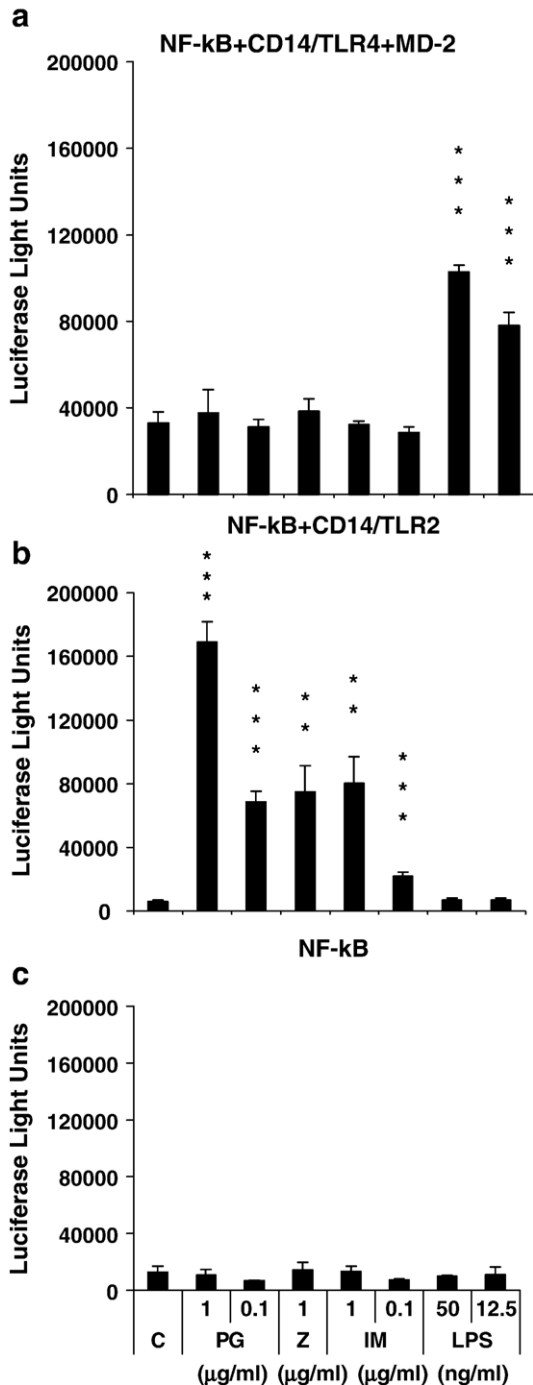 a
NF-kB+CD14/TLR4+MD-2
200000
160000
120000
80000
40000
0
Luciferase Light Units
* * *
* * *
NF-kB+CD14/TLR2
b
200000
160000
120000
80000
40000
0
Luciferase Light Units
* * *
* * *
* *
* *
* * *
NF-kB
c
200000
160000
120000
80000
40000
0
Luciferase Light Units
1 0.1 1 1 0.1 50 12.5
C PG Z IM LPS
(µg/ml) (µg/ml) (µg/ml) (ng/ml)